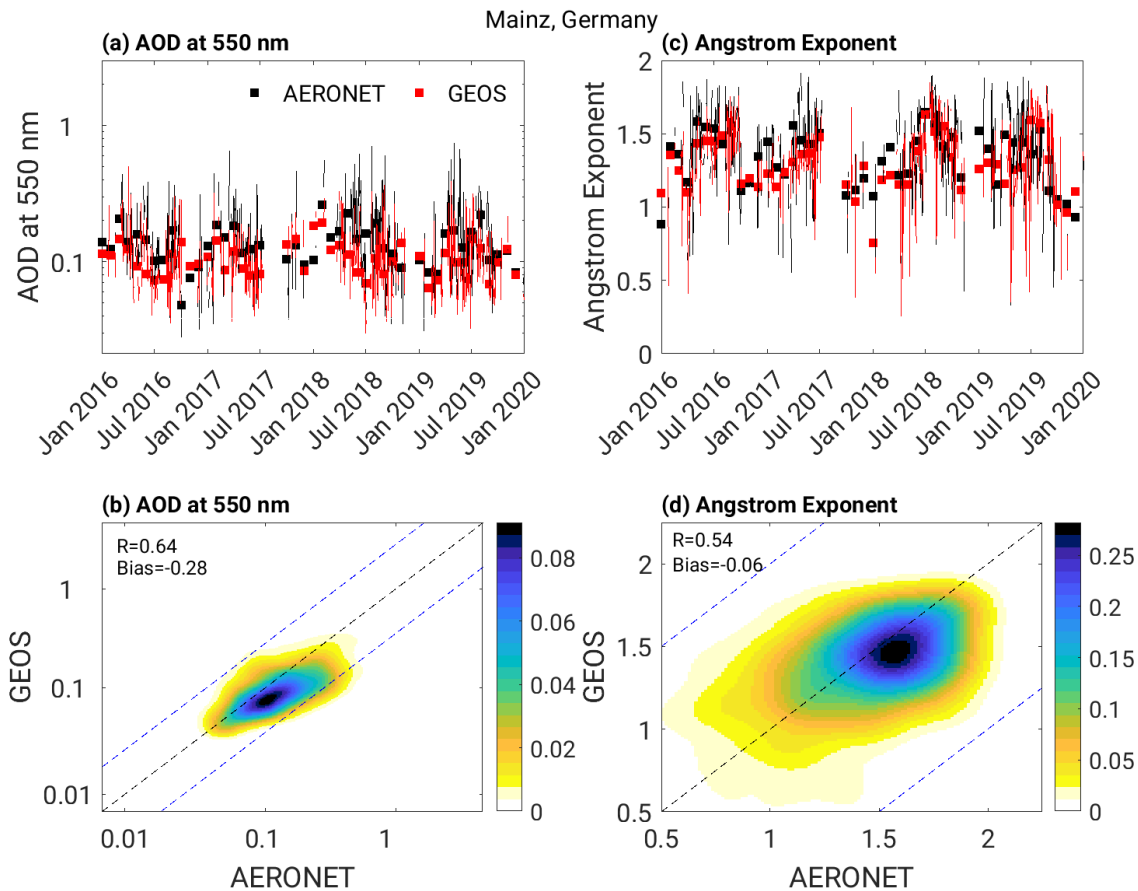 Mainz, Germany
(a) AOD at 550 nm
AERONET
GEOS
AOD at 550 nm
1
0.1
Jan 2016
Jul 2016
Jan 2017
Jul 2017
Jan 2018
Jul 2018
Jan 2019
Jul 2019
Jan 2020
(c) Angstrom Exponent
Angstrom Exponent
2
1.5
1
0.5
0
Jan 2016
Jul 2016
Jan 2017
Jul 2017
Jan 2018
Jul 2018
Jan 2019
Jul 2019
Jan 2020
(b) AOD at 550 nm
R=0.64
Bias=-0.28
GEOS
1
0.1
0.01
0.01
0.1
1
AERONET
0.08
0.06
0.04
0.02
0
(d) Angstrom Exponent
R=0.54
Bias=-0.06
GEOS
2
1.5
1
0.5
0.5
1
1.5
2
AERONET
0.25
0.2
0.15
0.1
0.05
0